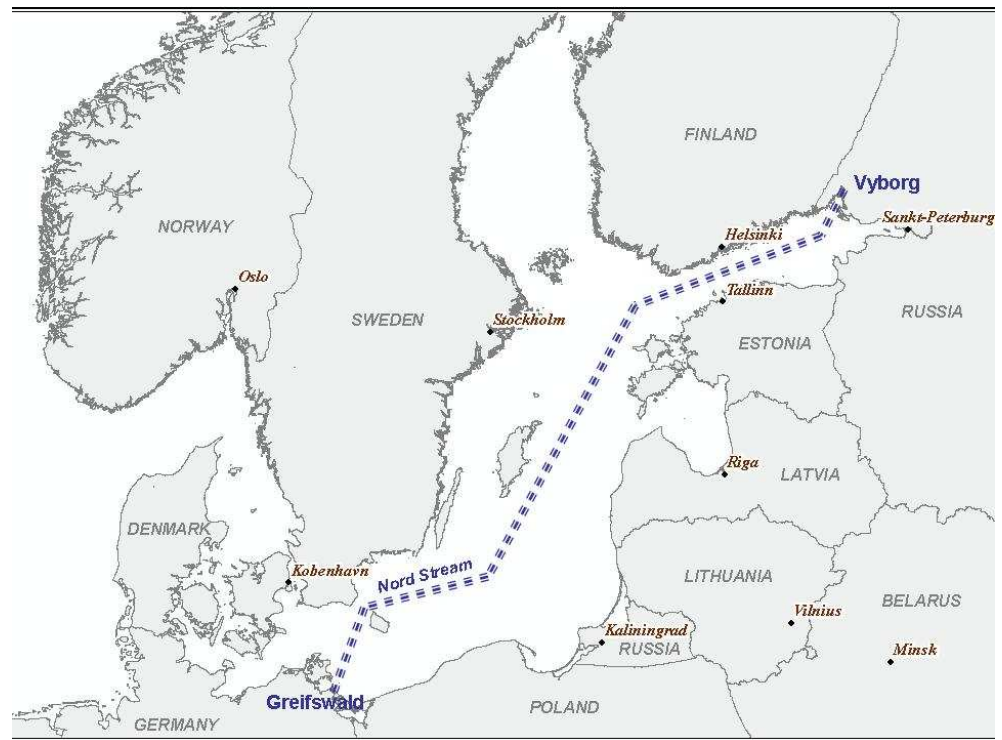 FINLAND
Vyborg
Sankt-Peterburg
NORWAY
Helsinki
Oslo
Tallinn
RUSSIA
SWEDEN
Stockholm
ESTONIA
Riga
LATVIA
DENMARK
Kobenhavn
Nord Stream
LITHUANIA
BELARUS
Vilnius
Kaliningrad
RUSSIA
Minsk
Greifswald
POLAND
GERMANY